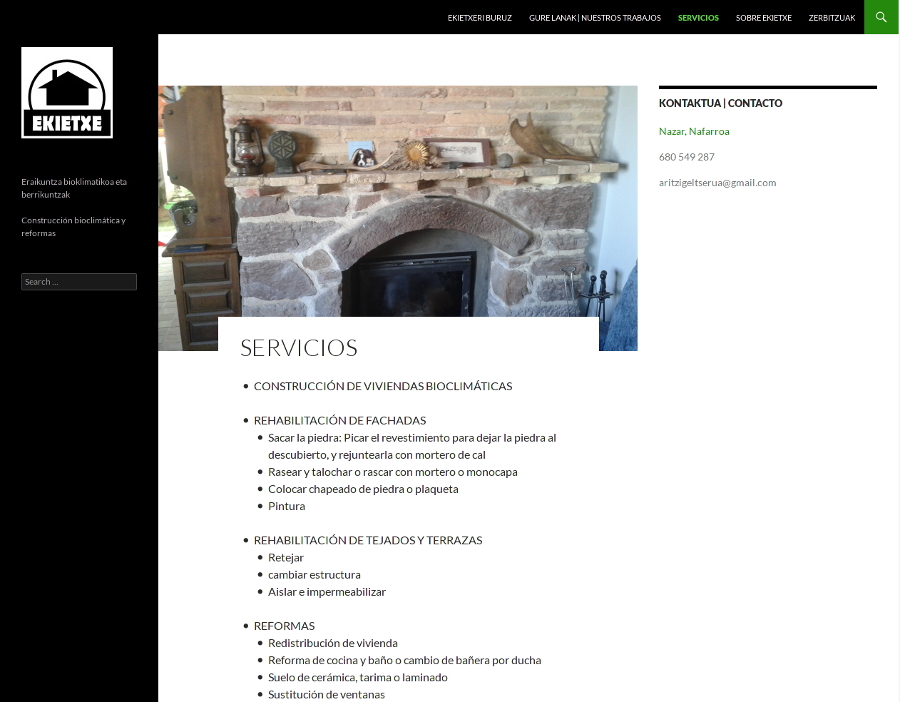 EKIETXERI BURUZ
GURE LANAK | NUESTROS TRABAJOS
SERVICIOS
SOBRE EKIETXE
ZERBITZUAK
EKIETXE
Eraikuntza bioklimatikoa eta
berrikuntzak
Construcción bioclimática y
reformas
Search …
SERVICIOS
• CONSTRUCCIÓN DE VIVIENDAS BIOCLIMÁTICAS
• REHABILITACIÓN DE FACHADAS
• Sacar la piedra: Picar el revestimiento para dejar la piedra al
descubierto, y rejuntearla con mortero de cal
• Rasear y talochar o rascar con mortero o monocapa
• Colocar chapeado de piedra o plaqueta
• Pintura
• REHABILITACIÓN DE TEJADOS Y TERRAZAS
• Retejar
• cambiar estructura
• Aislar e impermeabilizar
• REFORMAS
• Redistribución de vivienda
• Reforma de cocina y baño o cambio de bañera por ducha
• Suelo de cerámica, tarima o laminado
• Sustitución de ventanas
KONTAKTUA | CONTACTO
Nazar, Nafarroa
680 549 287
aritzigeltserua@gmail.com